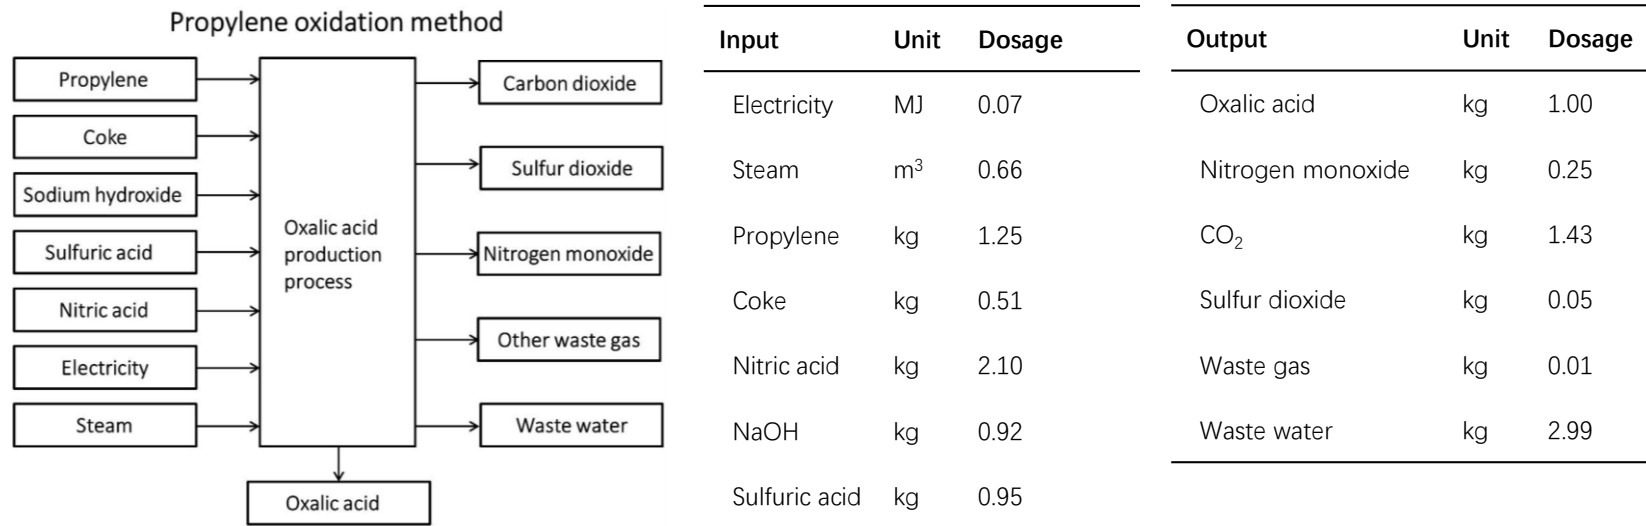 Propylene oxidation method
Propylene
Coke
Sodium hydroxide
Sulfuric acid
Nitric acid
Electricity
Steam
Oxalic acid
production
process
Carbon dioxide
Sulfur dioxide
Nitrogen monoxide
Other waste gas
Waste water
Oxalic acid
Input Unit Dosage
Electricity MJ 0.07
Steam m³ 0.66
Propylene kg 1.25
Coke kg 0.51
Nitric acid kg 2.10
NaOH kg 0.92
Sulfuric acid kg 0.95
Output Unit Dosage
Oxalic acid kg 1.00
Nitrogen monoxide kg 0.25
CO₂ kg 1.43
Sulfur dioxide kg 0.05
Waste gas kg 0.01
Waste water kg 2.99